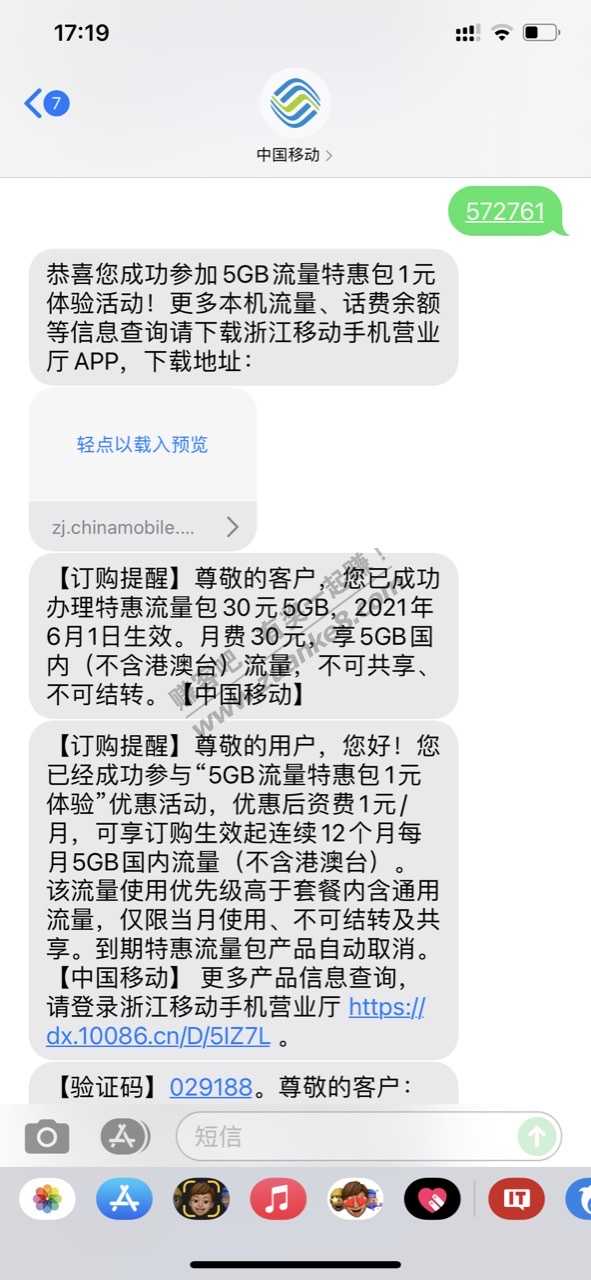 17:19
7
中国移动
572761
恭喜您成功参加5GB流量特惠包1元
体验活动！更多本机流量、话费余额
等信息查询请下载浙江移动手机营业
厅APP，下载地址：
轻点以载入预览
zj.chinamobile....
【订购提醒】尊敬的客户，您已成功
办理特惠流量包30元5GB，2021年
6月1日生效。月费30元，享5GB国
内（不含港澳台）流量，不可共享、
不可结转。【中国移动】
赚客吧，有奖一起赚！
www.zuanke8.com
【订购提醒】尊敬的用户，您好！您
已经成功参与“5GB流量特惠包1元
体验”优惠活动，优惠后资费1元/
月，可享订购生效起连续12个月每
月5GB国内流量（不含港澳台）。
该流量使用优先级高于套餐内含通用
流量，仅限当月使用、不可结转及共
享。到期特惠流量包产品自动取消。
【中国移动】 更多产品信息查询，
请登录浙江移动手机营业厅 https://
dx.10086.cn/D/5IZ7L 。
【验证码】029188。尊敬的客户：
短信
IT